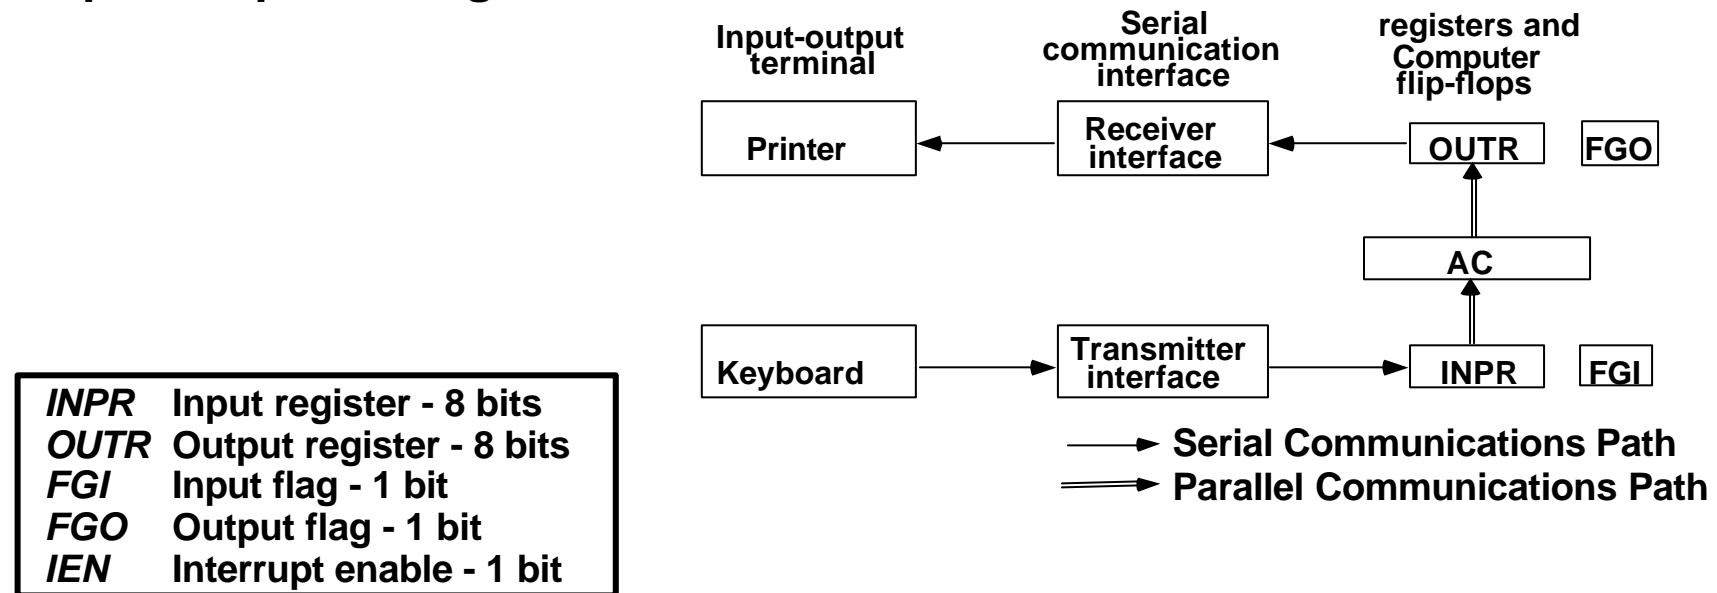 Input-output
terminal
Serial
communication
interface
registers and
Computer
flip-flops
Printer
Receiver
interface
OUTR
FGO
AC
Keyboard
Transmitter
interface
INPR
FGI
Serial Communications Path
Parallel Communications Path
INPR Input register - 8 bits
OUTR Output register - 8 bits
FGI Input flag - 1 bit
FGO Output flag - 1 bit
IEN Interrupt enable - 1 bit